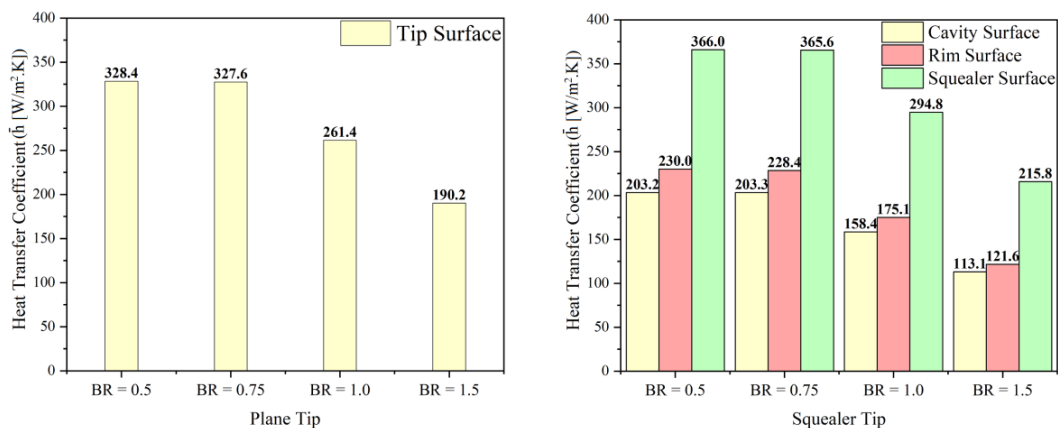 Heat Transfer Coefficient (h̄ [W/m².K])
400
350
300
250
200
150
100
50
0
Tip Surface
328.4
327.6
261.4
190.2
BR = 0.5
BR = 0.75
BR = 1.0
BR = 1.5
Plane Tip
Heat Transfer Coefficient (h̄ [W/m².K])
400
350
300
250
200
150
100
50
0
Cavity Surface
Rim Surface
Squealer Surface
203.2
230.0
366.0
203.3
228.4
365.6
158.4
175.1
294.8
113.1
121.6
215.8
BR = 0.5
BR = 0.75
BR = 1.0
BR = 1.5
Squealer Tip